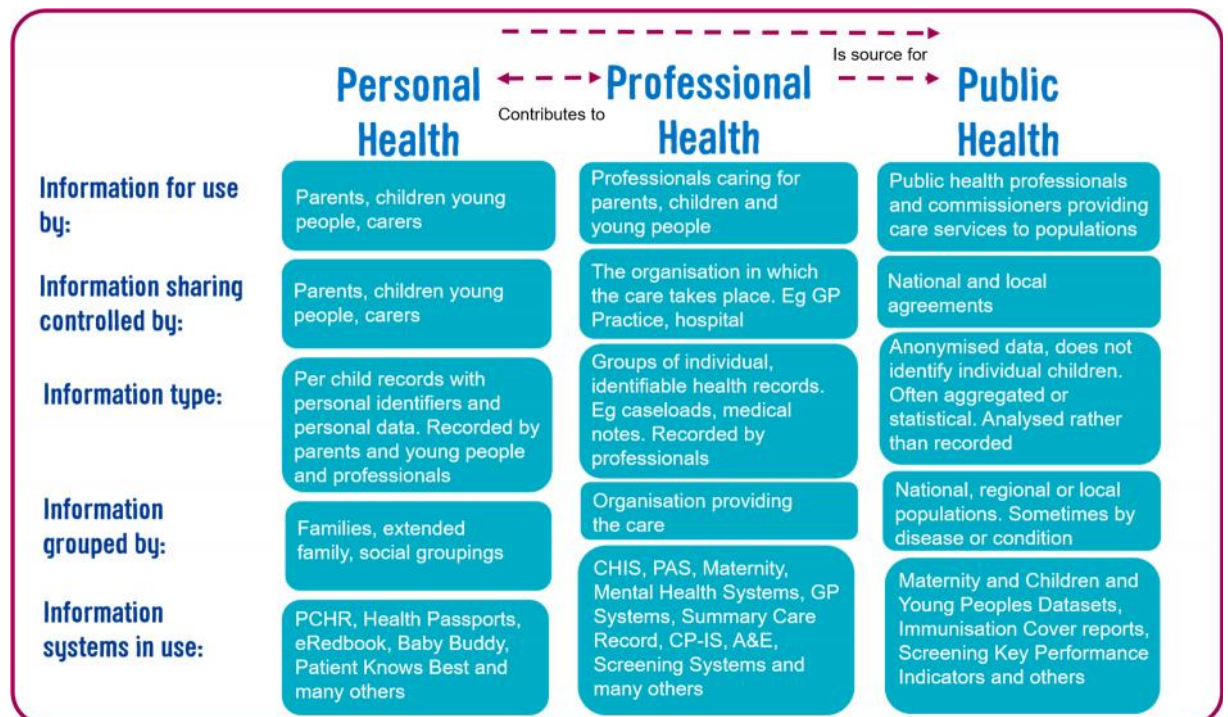 Is source for
Personal
Health
Contributes to
Professional
Health
Public
Health
Information for use
by:
Parents, children young
people, carers
Professionals caring for
parents, children and
young people
Public health professionals
and commissioners providing
care services to populations
Information sharing
controlled by:
Parents, children young
people, carers
The organisation in which
the care takes place. Eg GP
Practice, hospital
National and local
agreements
Information type:
Per child records with
personal identifiers and
personal data. Recorded by
parents and young people
and professionals
Groups of individual,
identifiable health records.
Eg caseloads, medical
notes. Recorded by
professionals
Anonymised data, does not
identify individual children.
Often aggregated or
statistical. Analysed rather
than recorded
Information
grouped by:
Families, extended
family, social groupings
Organisation providing
the care
National, regional or local
populations. Sometimes by
disease or condition
Information
systems in use:
PCHR, Health Passports,
eRedbook, Baby Buddy,
Patient Knows Best and
many others
CHIS, PAS, Maternity,
Mental Health Systems, GP
Systems, Summary Care
Record, CP-IS, A&E,
Screening Systems and
many others
Maternity and Children and
Young Peoples Datasets,
Immunisation Cover reports,
Screening Key Performance
Indicators and others